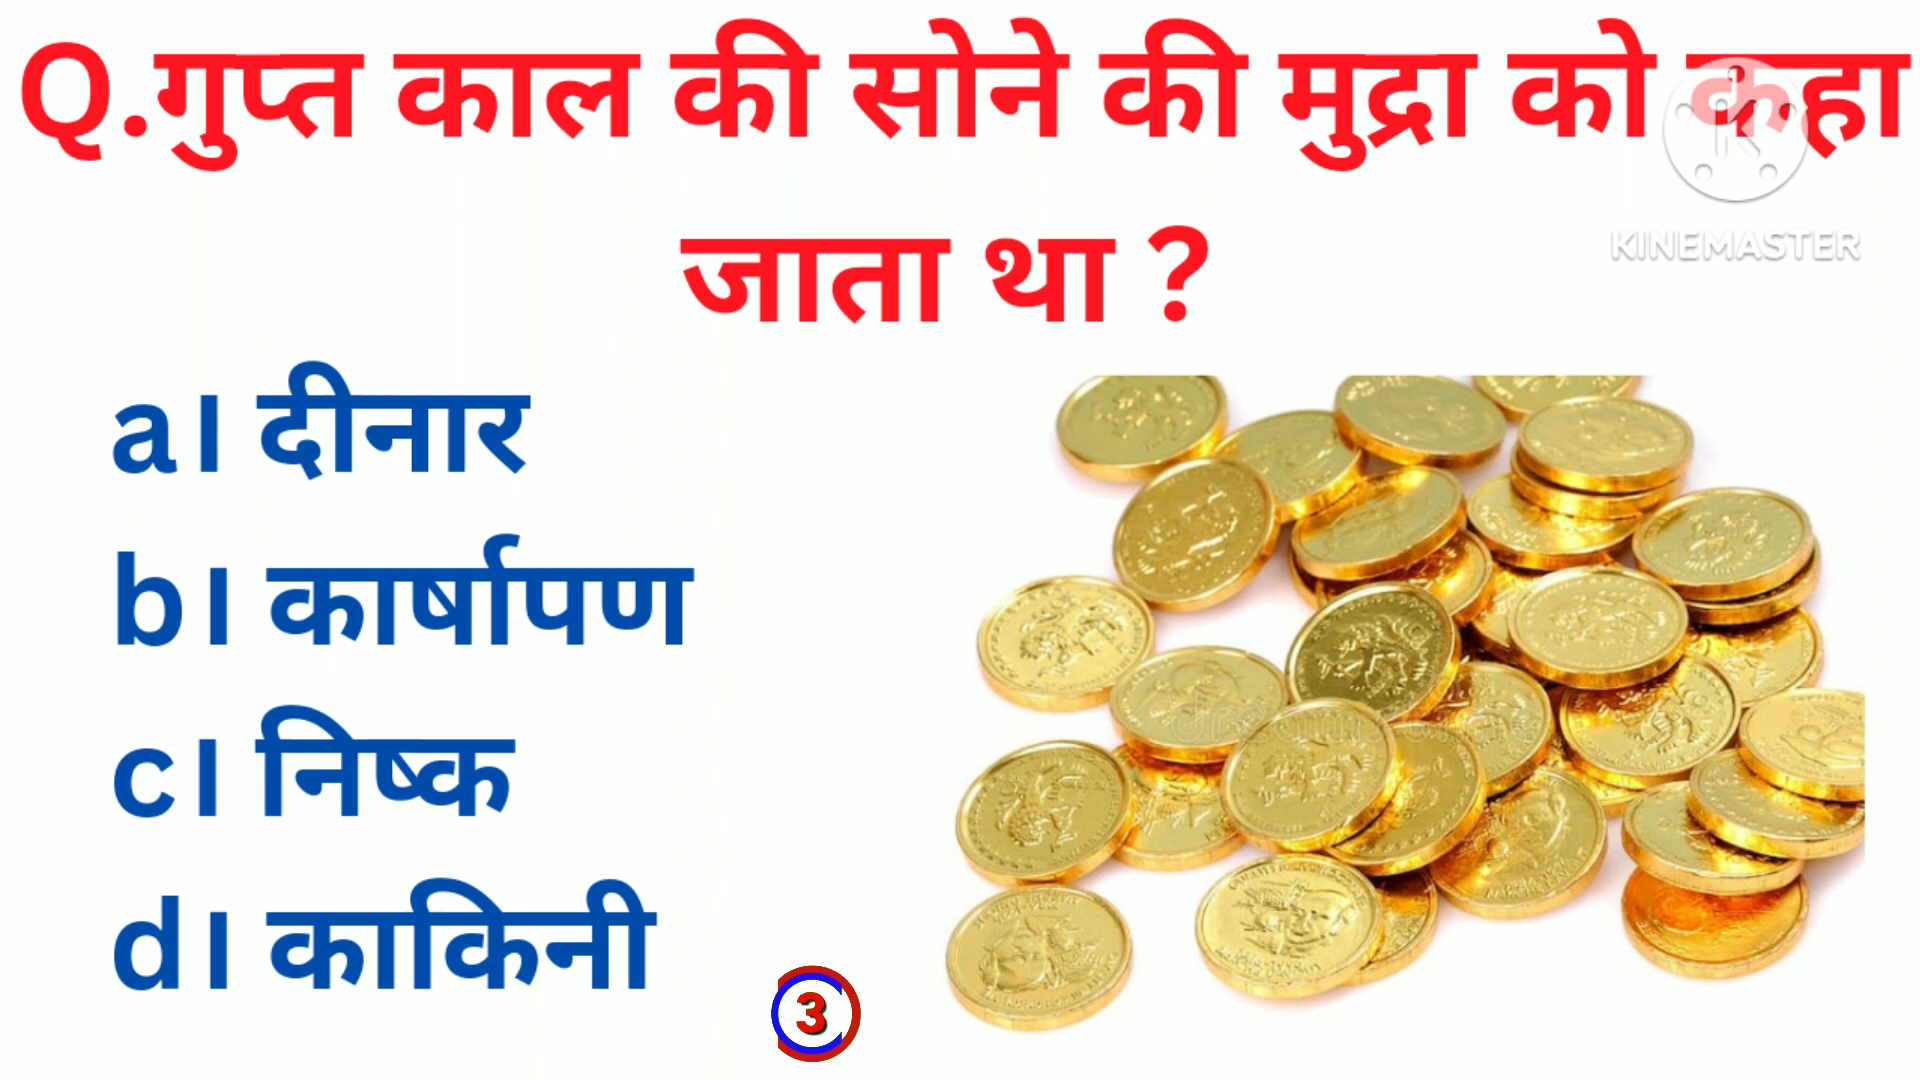 Q.गुप्त काल की सोने की मुद्रा को कहा
जाता था ?
a। दीनार
b। कार्षापण
c। निष्क
d। काकिनी
3
KINEMASTER